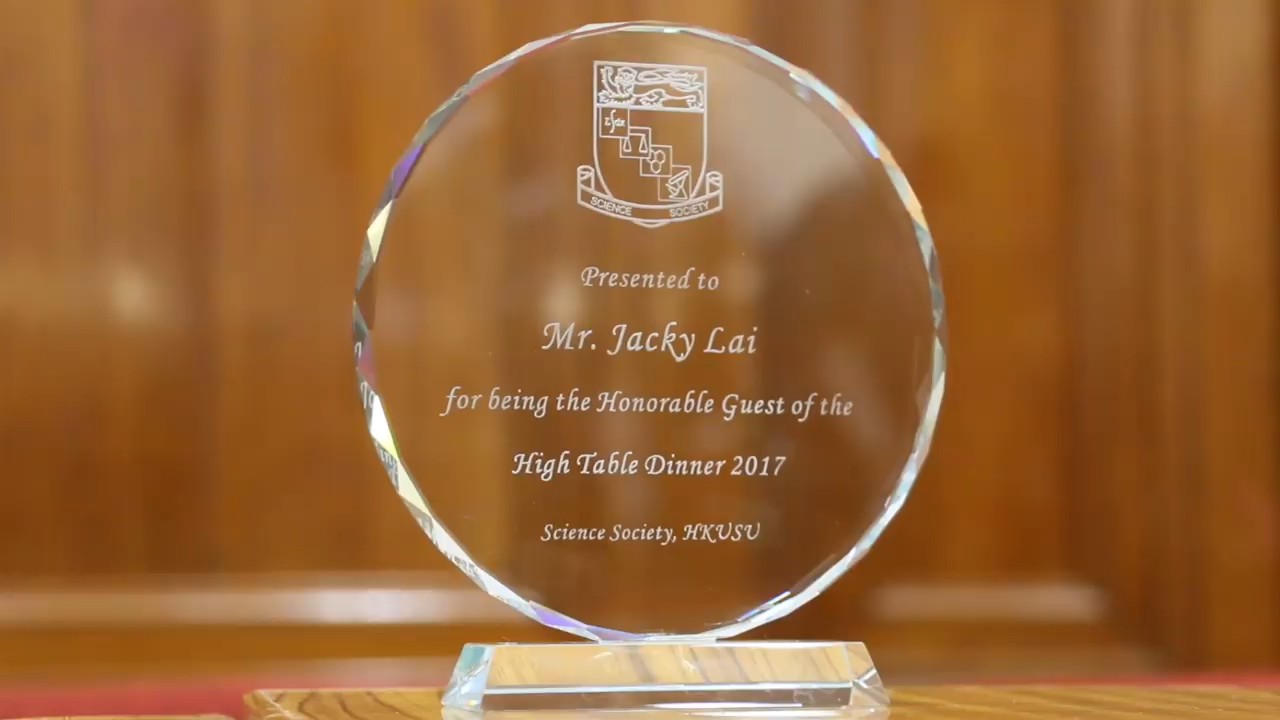 Σ∫dx
SCIENCE SOCIETY
Presented to
Mr. Jacky Lai
for being the Honorable Guest of the
High Table Dinner 2017
Science Society, HKUSU